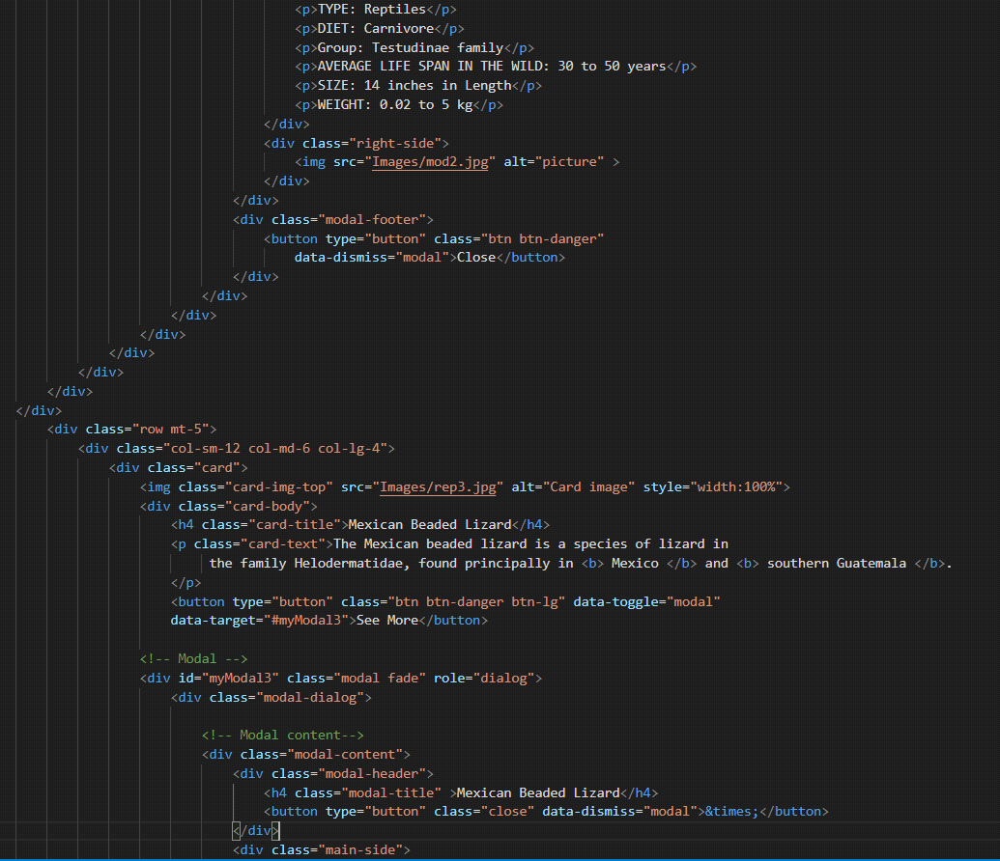 <p>TYPE: Reptiles</p>
<p>DIET: Carnivore</p>
<p>Group: Testudinae family</p>
<p>AVERAGE LIFE SPAN IN THE WILD: 30 to 50 years</p>
<p>SIZE: 14 inches in Length</p>
<p>WEIGHT: 0.02 to 5 kg</p>
</div>
<div class="right-side">
<img src="Images/mod2.jpg" alt="picture" >
</div>
</div>
<div class="modal-footer">
<button type="button" class="btn btn-danger"
data-dismiss="modal">Close</button>
</div>
</div>
</div>
</div>
</div>
</div>
</div>
</div>
<div class="row mt-5">
<div class="col-sm-12 col-md-6 col-lg-4">
<div class="card">
<img class="card-img-top" src="Images/rep3.jpg" alt="Card image" style="width:100%">
<div class="card-body">
<h4 class="card-title">Mexican Beaded Lizard</h4>
<p class="card-text">The Mexican beaded lizard is a species of lizard in
the family Helodermatidae, found principally in <b> Mexico </b> and <b> southern Guatemala </b>.
</p>
<button type="button" class="btn btn-danger btn-lg" data-toggle="modal"
data-target="#myModal3">See More</button>
<!-- Modal -->
<div id="myModal3" class="modal fade" role="dialog">
<div class="modal-dialog">
<!-- Modal content-->
<div class="modal-content">
<div class="modal-header">
<h4 class="modal-title" >Mexican Beaded Lizard</h4>
<button type="button" class="close" data-dismiss="modal">&times;</button>
</div>
<div class="main-side">